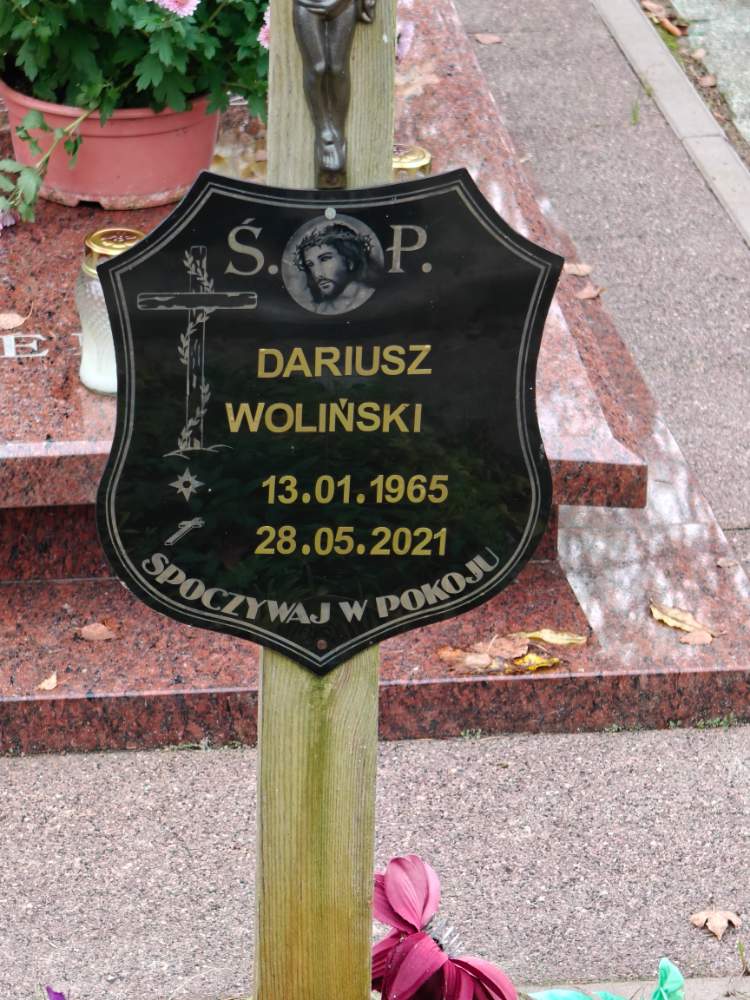 Ś. P.
DARIUSZ
WOLIŃSKI
13.01.1965
28.05.2021
SPOCZYWAJ W POKOJU